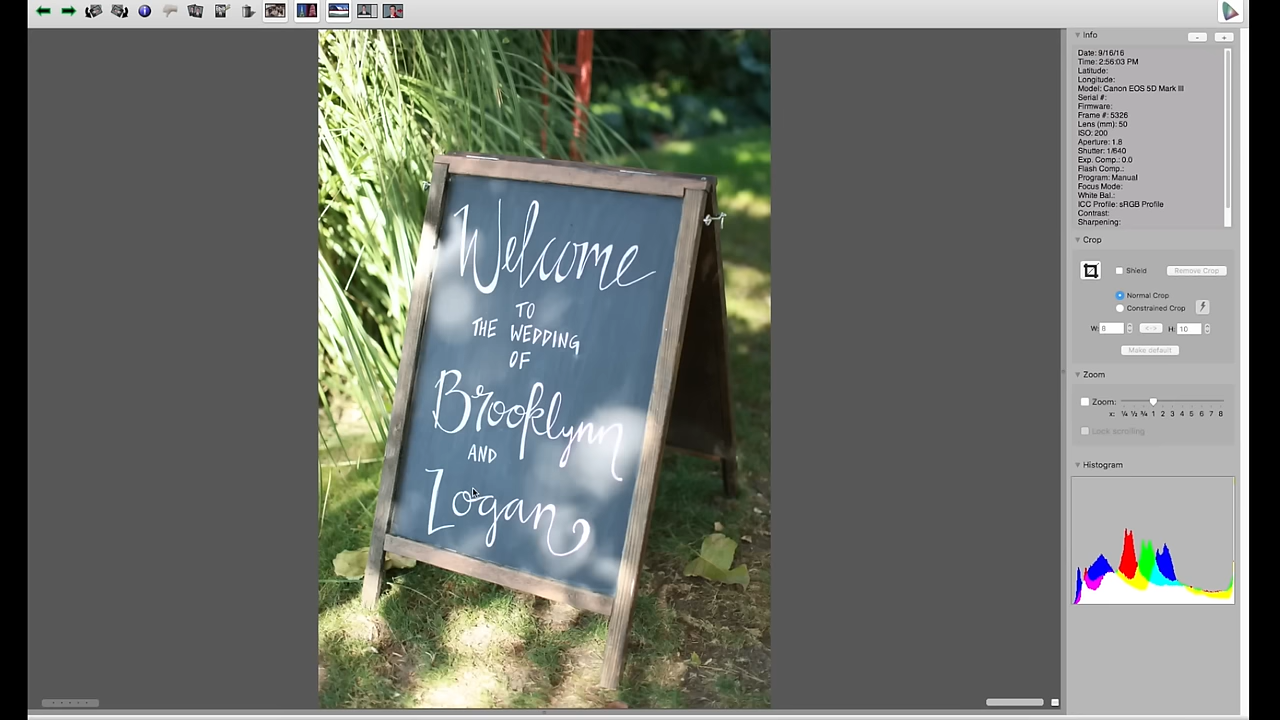 Info
- +
Date: 9/16/16
Time: 2:56:03 PM
Latitude:
Longitude:
Model: Canon EOS 5D Mark III
Serial #:
Firmware:
Frame #: 5326
Lens (mm): 50
ISO: 200
Aperture: 1.8
Shutter: 1/640
Exp. Comp.: 0.0
Flash Comp.:
Program: Manual
Focus Mode:
White Bal.:
ICC Profile: sRGB Profile
Contrast:
Sharpening:
Crop
Shield Remove Crop
Normal Crop
Constrained Crop
W: 8 H: 10
Make default
Zoom
Zoom:
x: ¼ ½ ¾ 1 2 3 4 5 6 7 8
Lock scrolling
Histogram
Welcome
TO
THE WEDDING
OF
Brooklynn
AND
Logan